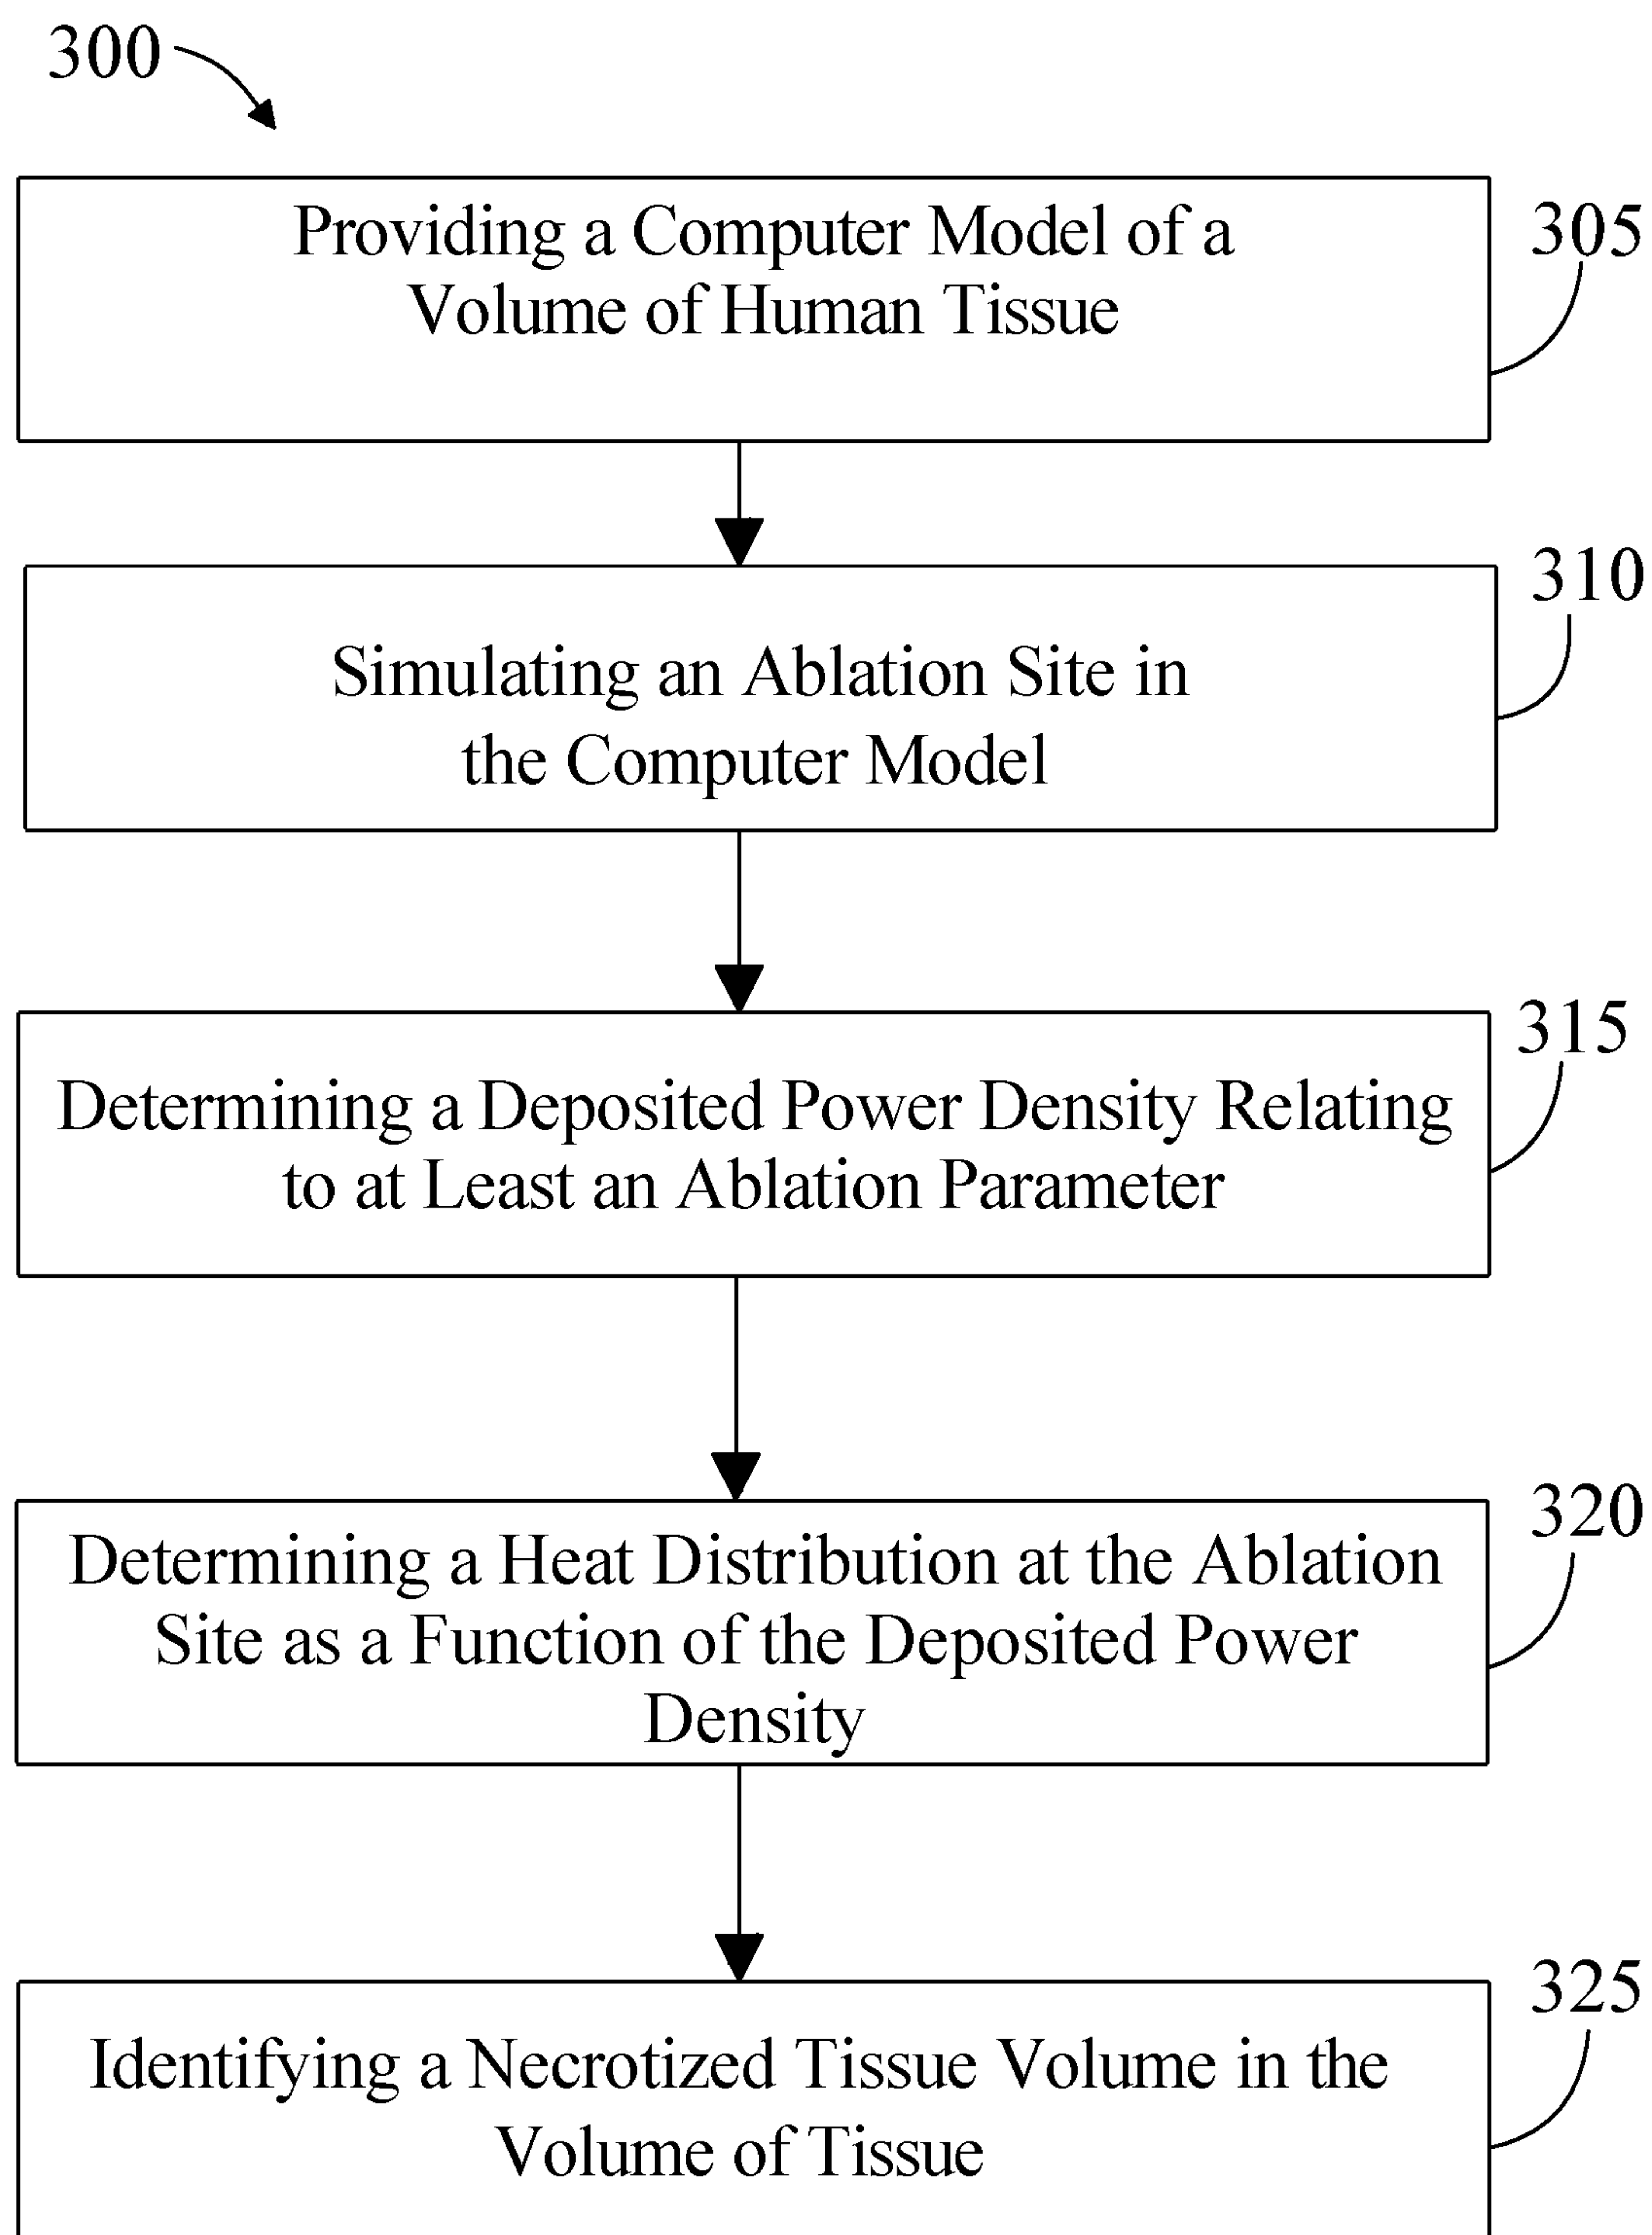 300
Providing a Computer Model of a
Volume of Human Tissue
305
Simulating an Ablation Site in
the Computer Model
310
Determining a Deposited Power Density Relating
to at Least an Ablation Parameter
315
Determining a Heat Distribution at the Ablation
Site as a Function of the Deposited Power
Density
320
Identifying a Necrotized Tissue Volume in the
Volume of Tissue
325